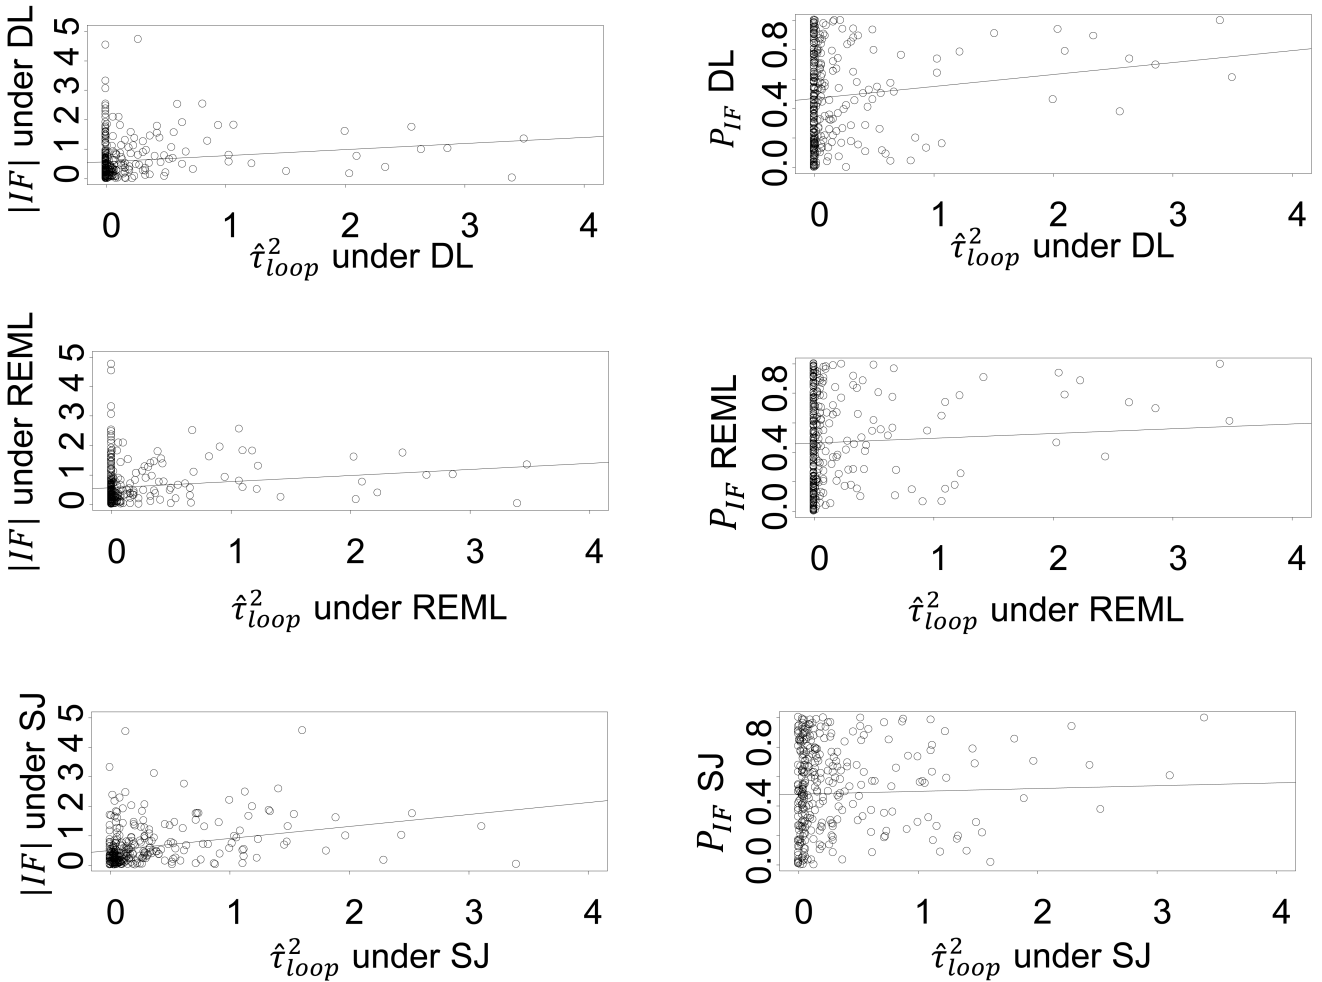 |IF| under DL
0 1 2 3 4 5
0 1 2 3 4
τ̂²loop under DL
P_IF DL
0.0 0.4 0.8
0 1 2 3 4
τ̂²loop under DL
|IF| under REML
0 1 2 3 4 5
0 1 2 3 4
τ̂²loop under REML
P_IF REML
0.0 0.4 0.8
0 1 2 3 4
τ̂²loop under REML
|IF| under SJ
0 1 2 3 4 5
0 1 2 3 4
τ̂²loop under SJ
P_IF SJ
0.0 0.4 0.8
0 1 2 3 4
τ̂²loop under SJ